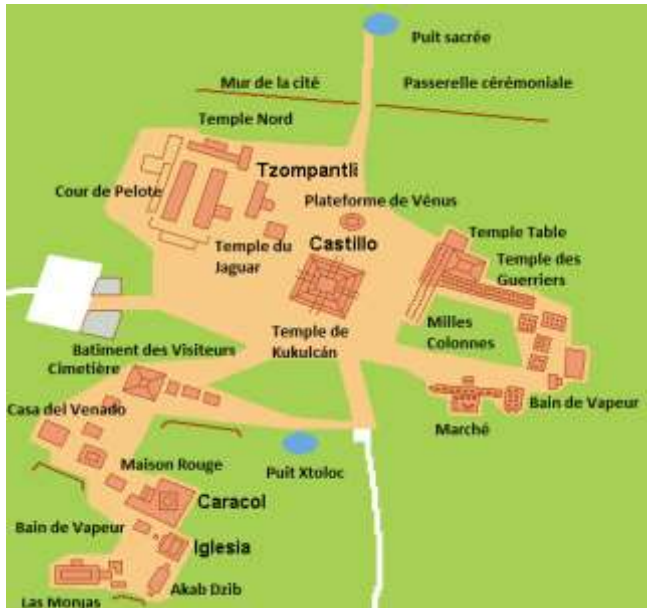 Puit sacrée
Mur de la cité
Passerelle cérémoniale
Temple Nord
Tzompantli
Cour de Pelote
Plateforme de Vénus
Temple du
Jaguar
Castillo
Temple Table
Temple des
Guerriers
Temple de
Kukulcán
Milles
Colonnes
Batiment des Visiteurs
Cimetière
Casa del Venado
Bain de Vapeur
Marché
Maison Rouge
Puit Xtoloc
Caracol
Bain de Vapeur
Iglesia
Akab Dzib
Las Monjas